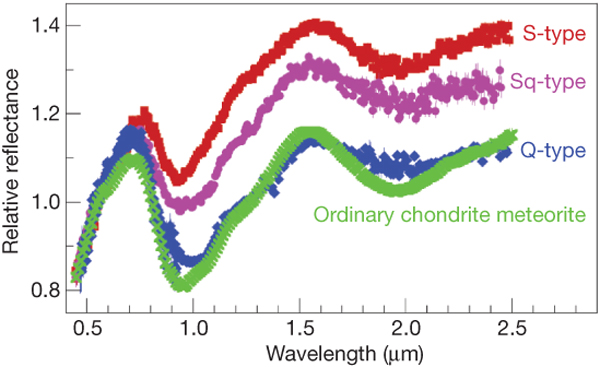 1.4
1.2
1.0
0.8
Relative reflectance
S-type
Sq-type
Q-type
Ordinary chondrite meteorite
0.5
1.0
1.5
2.0
2.5
Wavelength (μm)